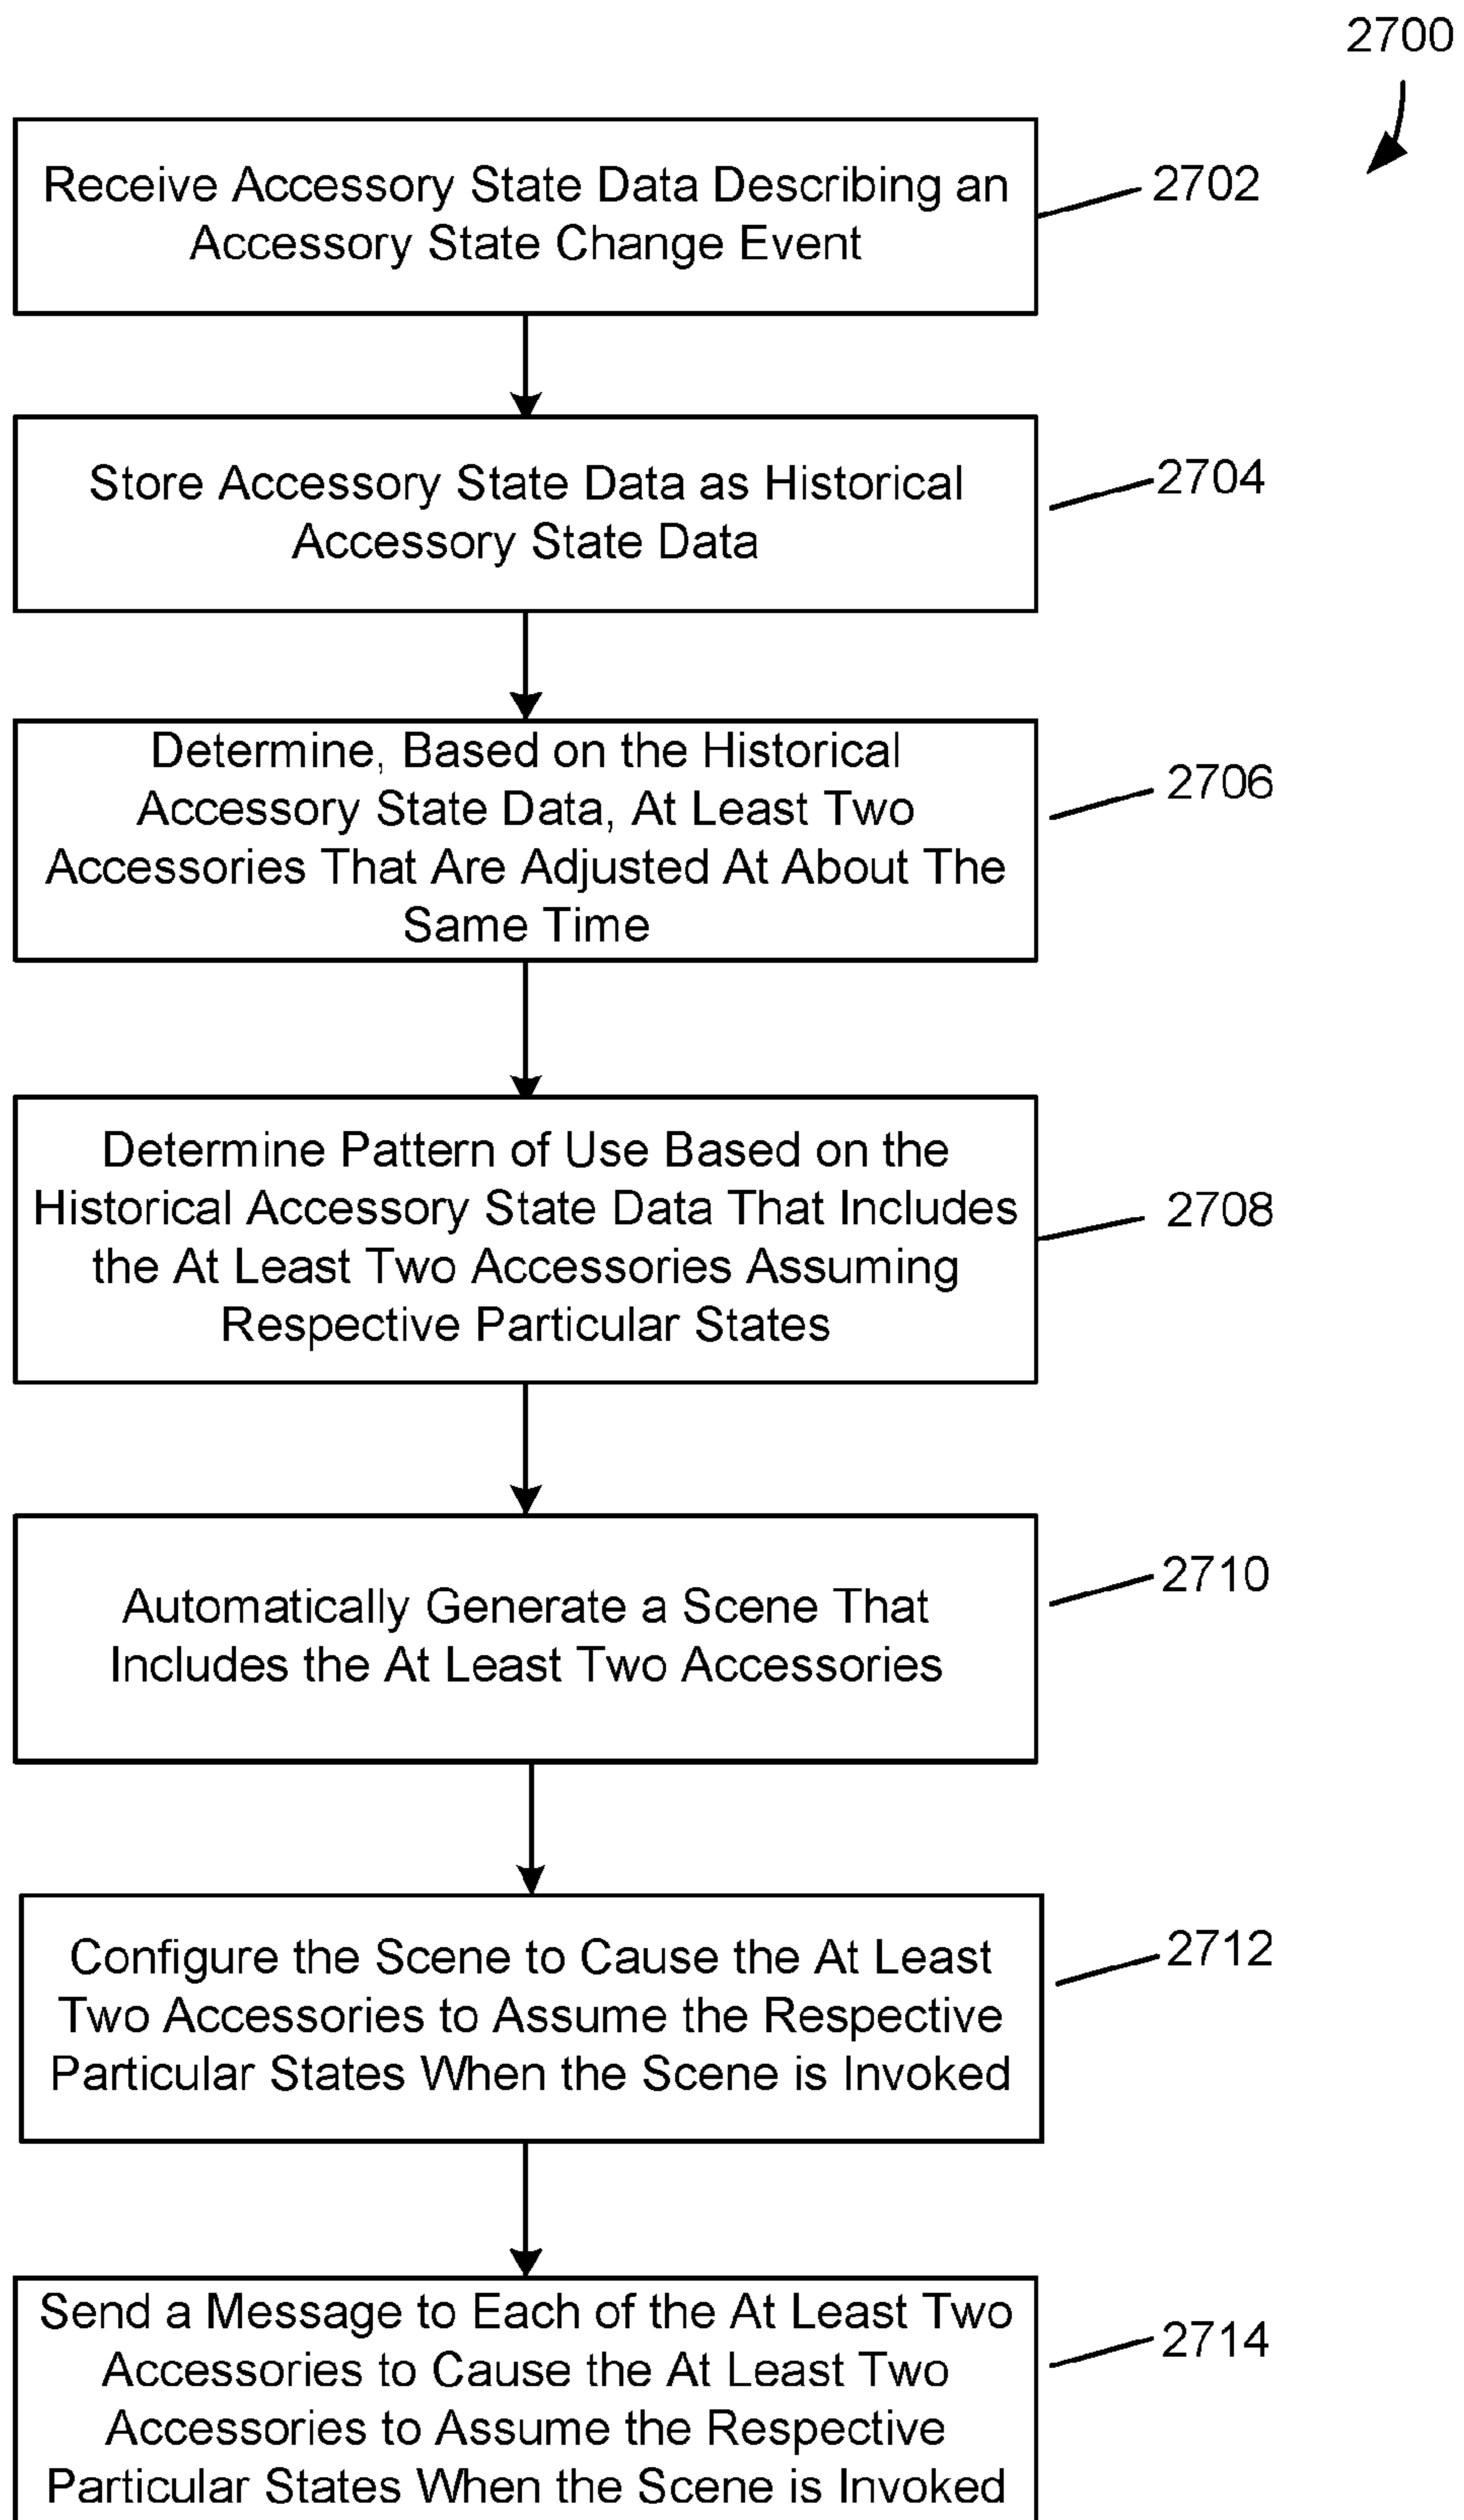 2700
Receive Accessory State Data Describing an
Accessory State Change Event
2702
Store Accessory State Data as Historical
Accessory State Data
2704
Determine, Based on the Historical
Accessory State Data, At Least Two
Accessories That Are Adjusted At About The
Same Time
2706
Determine Pattern of Use Based on the
Historical Accessory State Data That Includes
the At Least Two Accessories Assuming
Respective Particular States
2708
Automatically Generate a Scene That
Includes the At Least Two Accessories
2710
Configure the Scene to Cause the At Least
Two Accessories to Assume the Respective
Particular States When the Scene is Invoked
2712
Send a Message to Each of the At Least Two
Accessories to Cause the At Least Two
Accessories to Assume the Respective
Particular States When the Scene is Invoked
2714